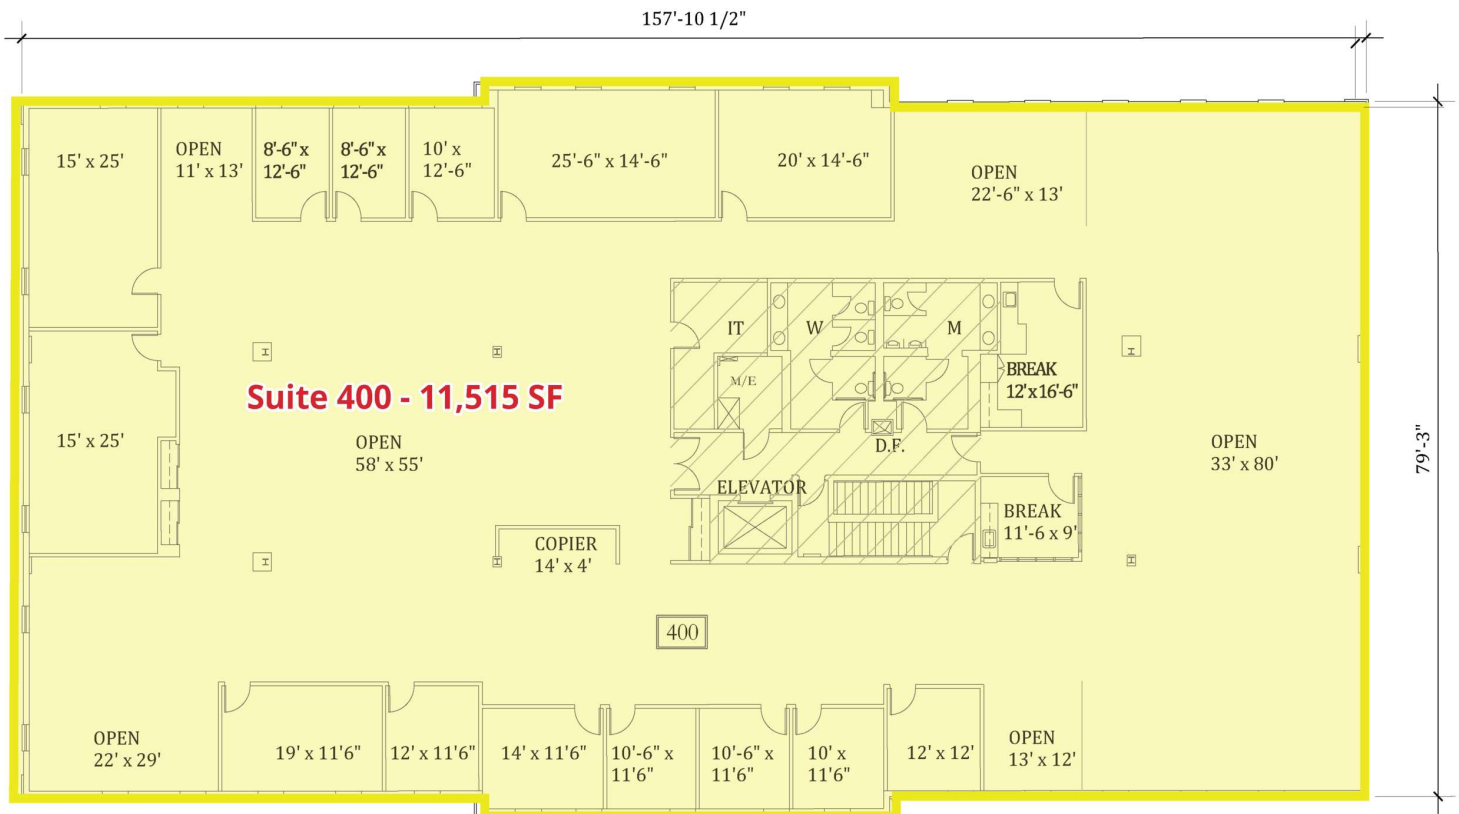 157'-10 1/2"
15' x 25'
OPEN
11' x 13'
8'-6" x
12'-6"
8'-6" x
12'-6"
10' x
12'-6"
25'-6" x 14'-6"
20' x 14'-6"
OPEN
22'-6" x 13'
IT
W
M
M/E
BREAK
12'x16'-6"
H
H
H
Suite 400 - 11,515 SF
15' x 25'
OPEN
58' x 55'
D.F.
OPEN
33' x 80'
79'-3"
ELEVATOR
BREAK
11'-6 x 9'
COPIER
14' x 4'
H
H
H
400
OPEN
22' x 29'
19' x 11'6"
12' x 11'6"
14' x 11'6"
10'-6" x
11'6"
10'-6" x
11'6"
10' x
11'6"
12' x 12'
OPEN
13' x 12'